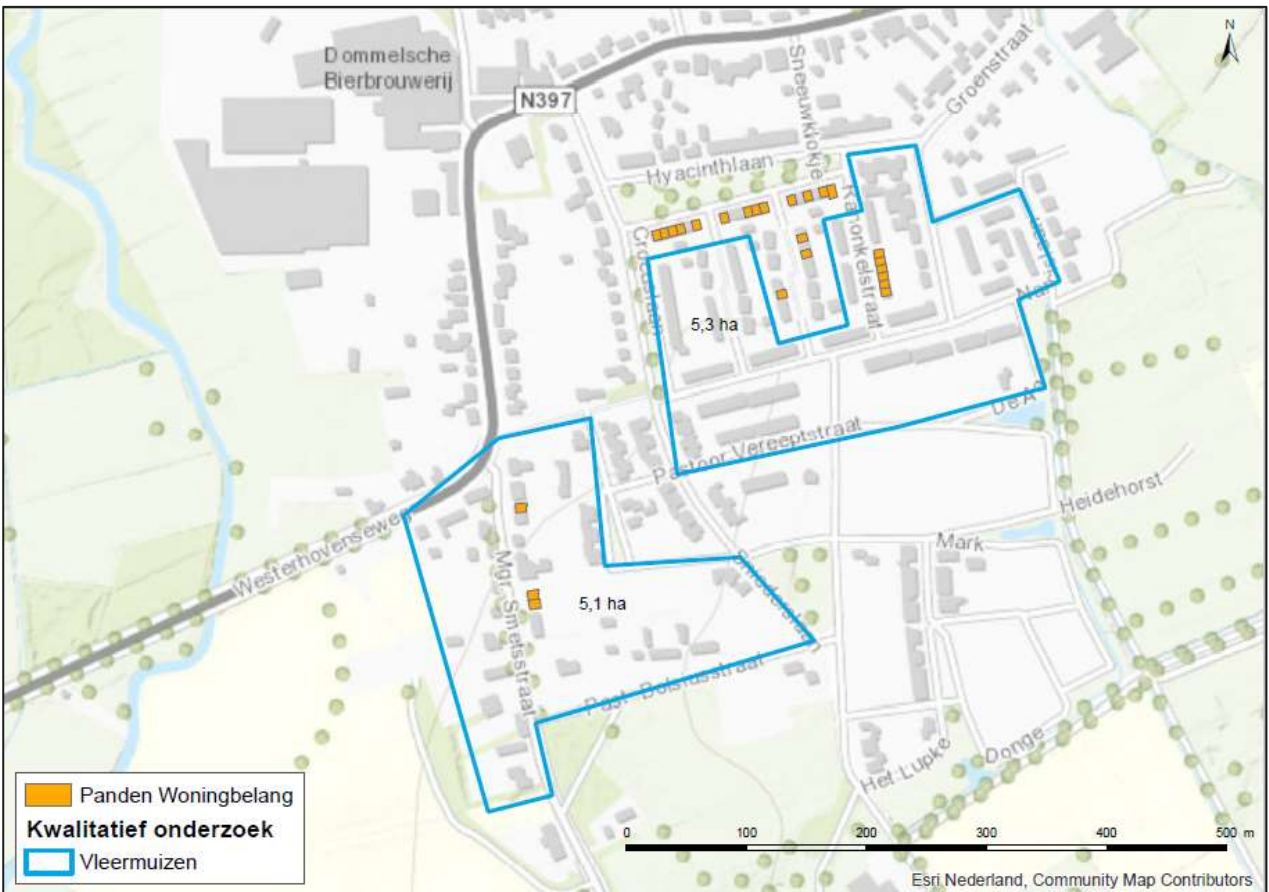 N
Dommelsche
Bierbrouwerij
N397
Sneeuwklokje
Groenstraat
Hyacinthlaan
Crocuslaan
Ranonkelstraat
Nar
5,3 ha
De Aa
Pastoor Vereeptstraat
Heidehorst
Mark
Westerhovenseweg
Mgr. Smetsstraat
5,1 ha
Past. Bolsiusstraat
Het Lupke
Donge
Panden Woningbelang
Kwalitatief onderzoek
Vleermuizen
0 100 200 300 400 500 m
Esri Nederland, Community Map Contributors